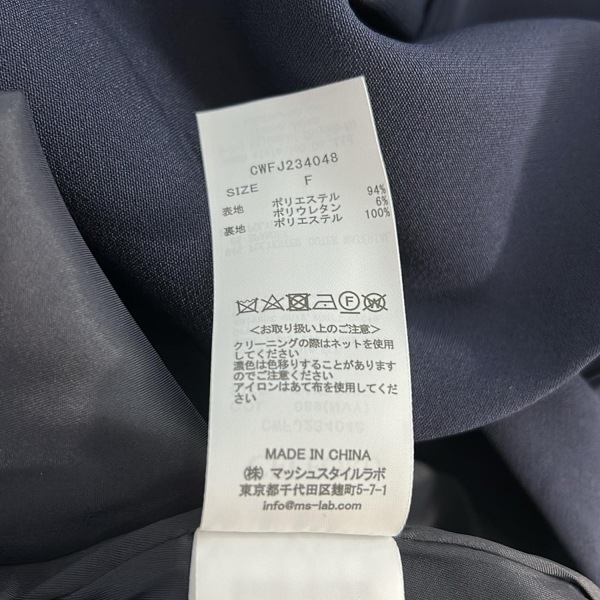 CWFJ234048
SIZE F
表地 ポリエステル 94%
ポリウレタン 6%
裏地 ポリエステル 100%
<お取り扱い上のご注意>
クリーニングの際はネットを使用
してください
濃色は色移りすることがあります
のでご注意ください
アイロンはあて布を使用してくだ
さい
MADE IN CHINA
(株) マッシュスタイルラボ
東京都千代田区麹町5-7-1
info@ms-lab.com